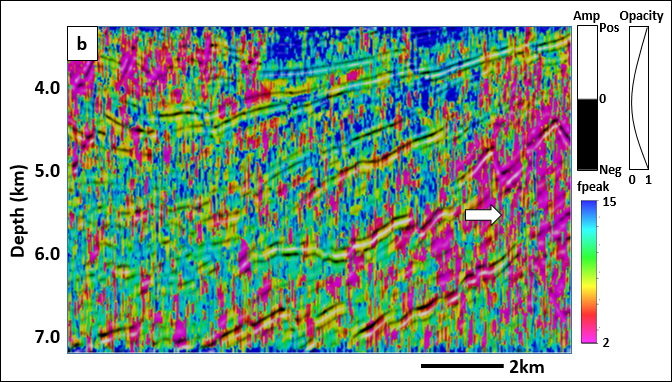 b
Amp
Opacity
Pos
0
Neg
0 1
fpeak
15
2
4.0
5.0
6.0
7.0
Depth (km)
2km